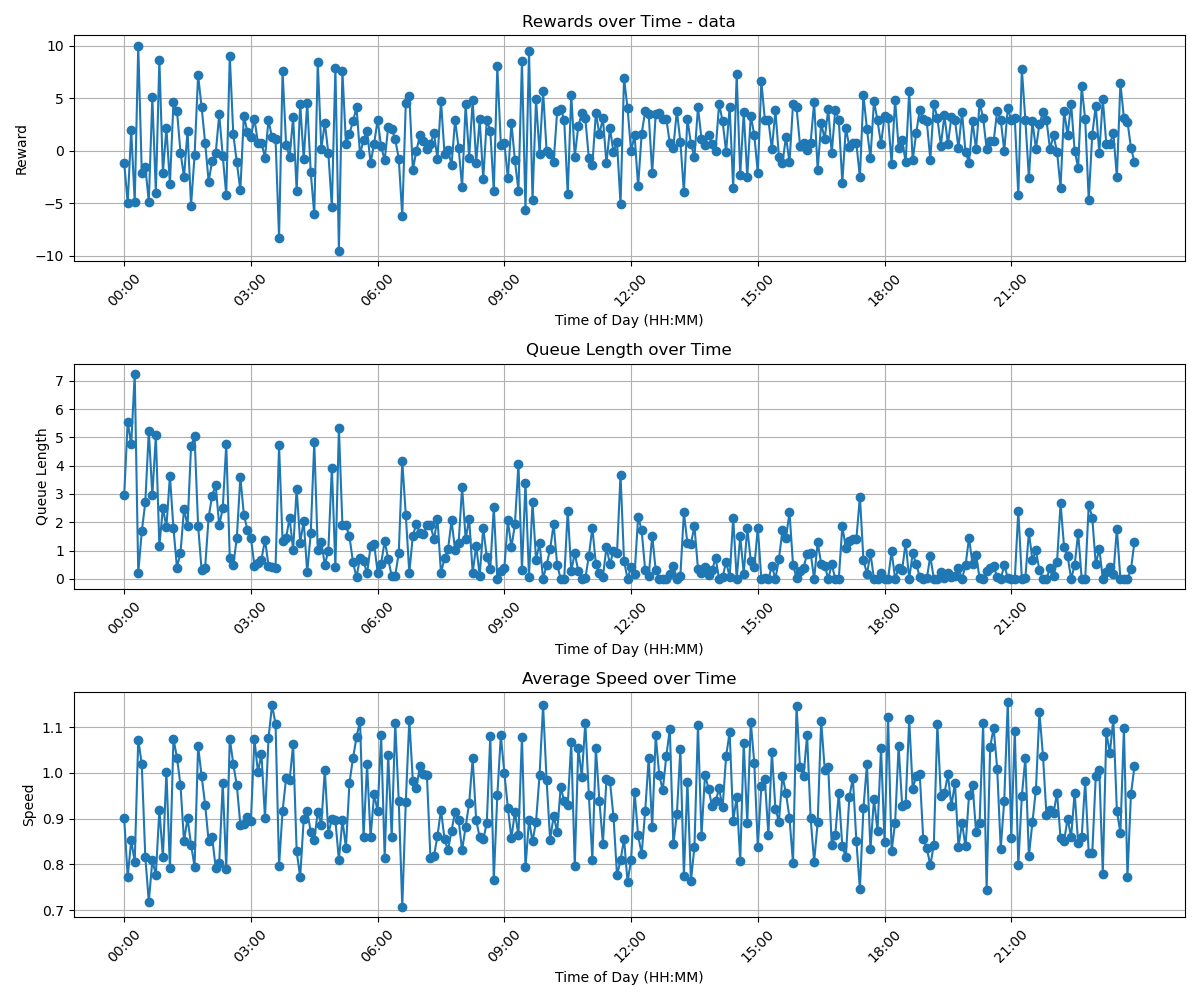 Rewards over Time - data
Reward
10
5
0
−5
−10
00:00 03:00 06:00 09:00 12:00 15:00 18:00 21:00
Time of Day (HH:MM)
Queue Length over Time
Queue Length
7
6
5
4
3
2
1
0
00:00 03:00 06:00 09:00 12:00 15:00 18:00 21:00
Time of Day (HH:MM)
Average Speed over Time
Speed
1.1
1.0
0.9
0.8
0.7
00:00 03:00 06:00 09:00 12:00 15:00 18:00 21:00
Time of Day (HH:MM)